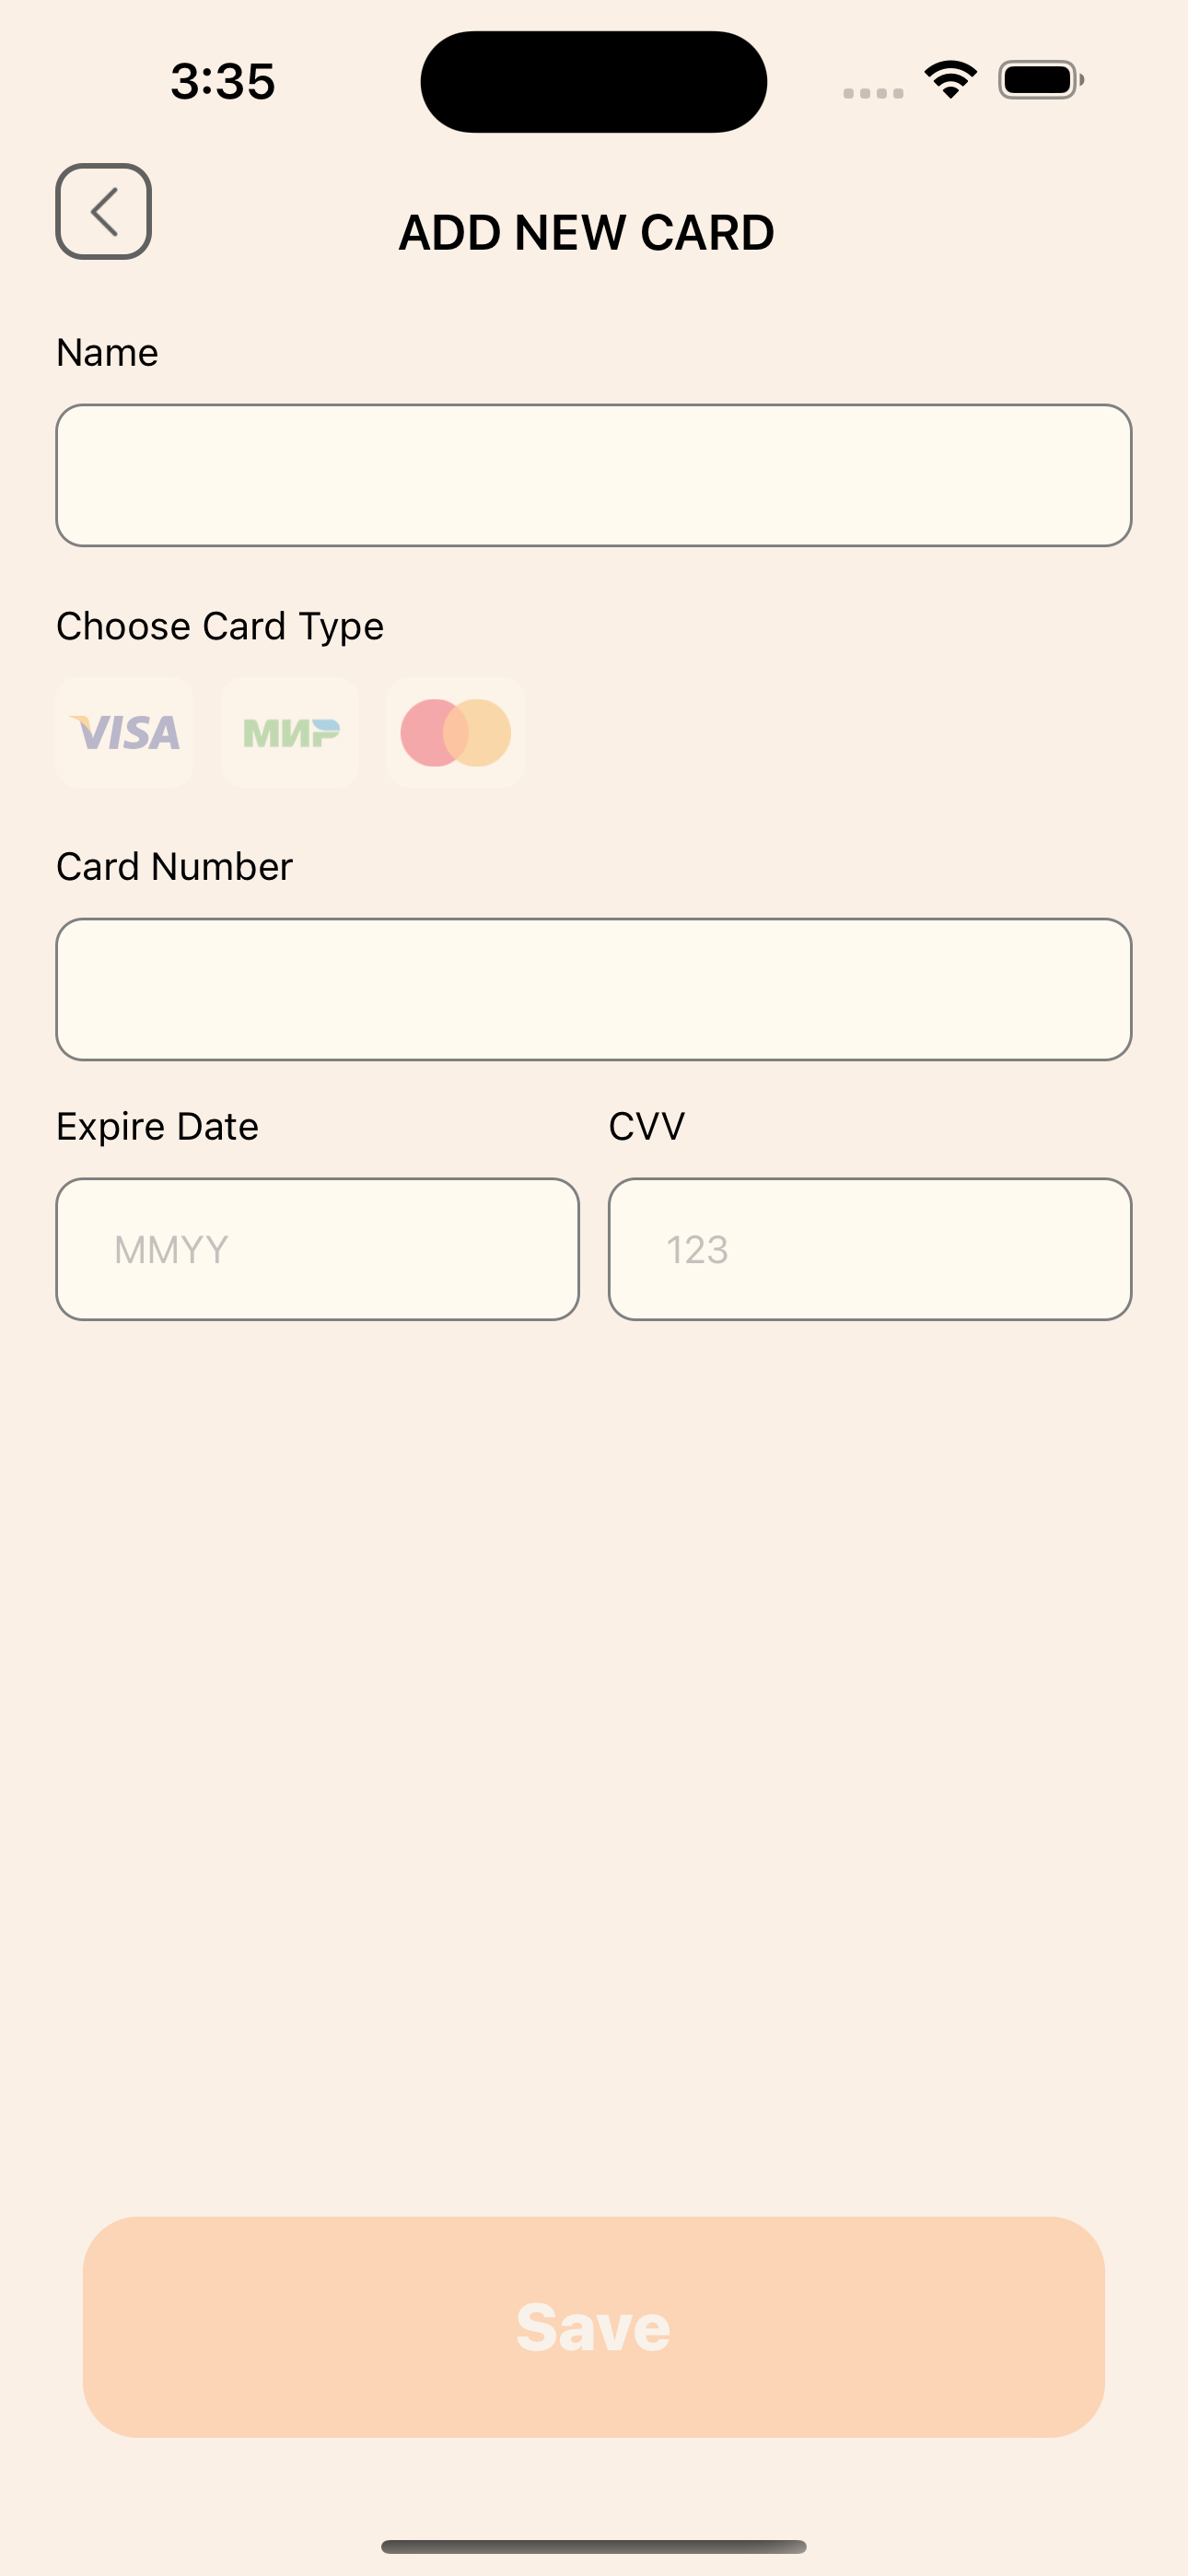 3:35
ADD NEW CARD
Name
Choose Card Type
VISA МИР
Card Number
Expire Date CVV
MMYY 123
Save